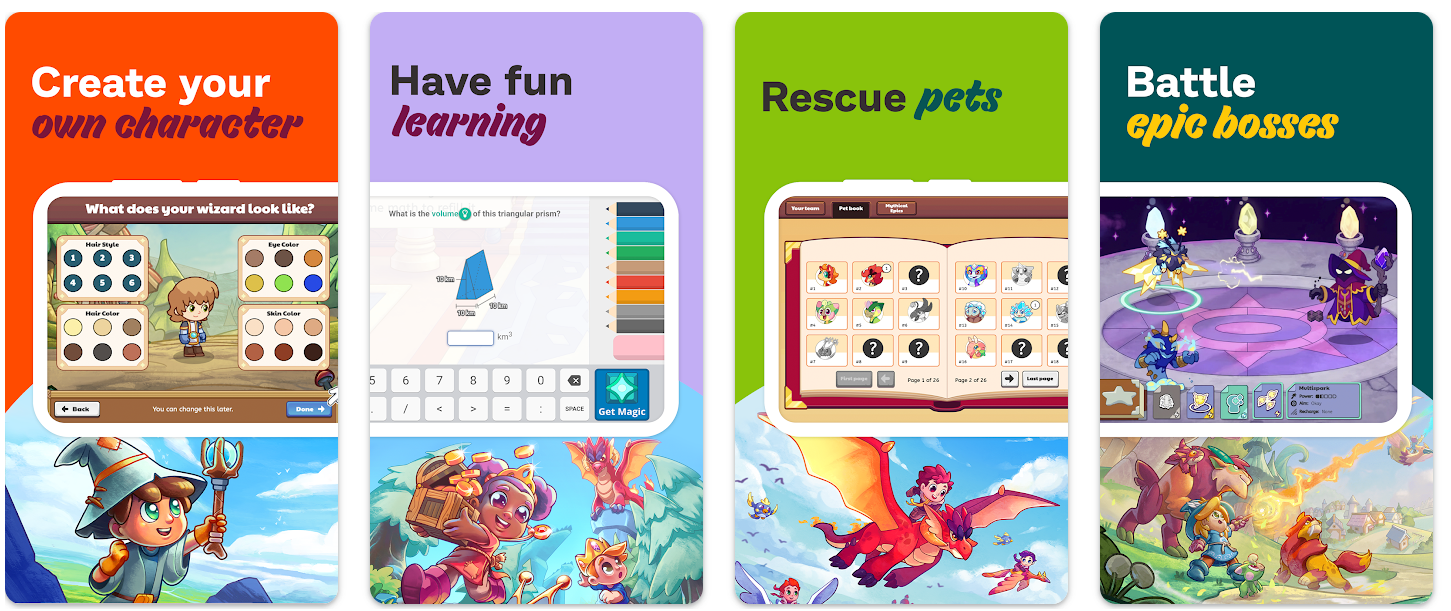 Create your
own character
What does your wizard look like?
Hair Style
1 2 3
4 5 6
Eye Color
Hair Color
Skin Color
Back
You can change this later.
Done
Have fun
learning
What is the volume of this triangular prism?
10 km
10 km
10 km
km³
5 6 7 8 9 0
. / < > = : SPACE
Get Magic
Rescue pets
Your team
Pet book
Mythical
Epics
#1 #2 1 #3 #10 #11 #12
#4 #5 #6 #13 #14 1 #15
#7 #8 #9 #16 #17 #18
First page
Page 1 of 26
Page 2 of 26
Last page
Battle
epic bosses
Multispark
Power:
Aim: Okay
Recharge: None